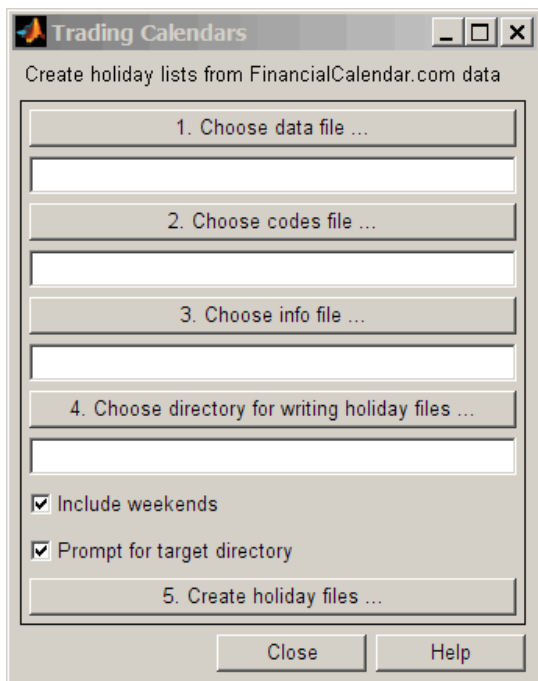 Trading Calendars
Create holiday lists from FinancialCalendar.com data
1. Choose data file ...
2. Choose codes file ...
3. Choose info file ...
4. Choose directory for writing holiday files ...
Include weekends
Prompt for target directory
5. Create holiday files ...
Close Help